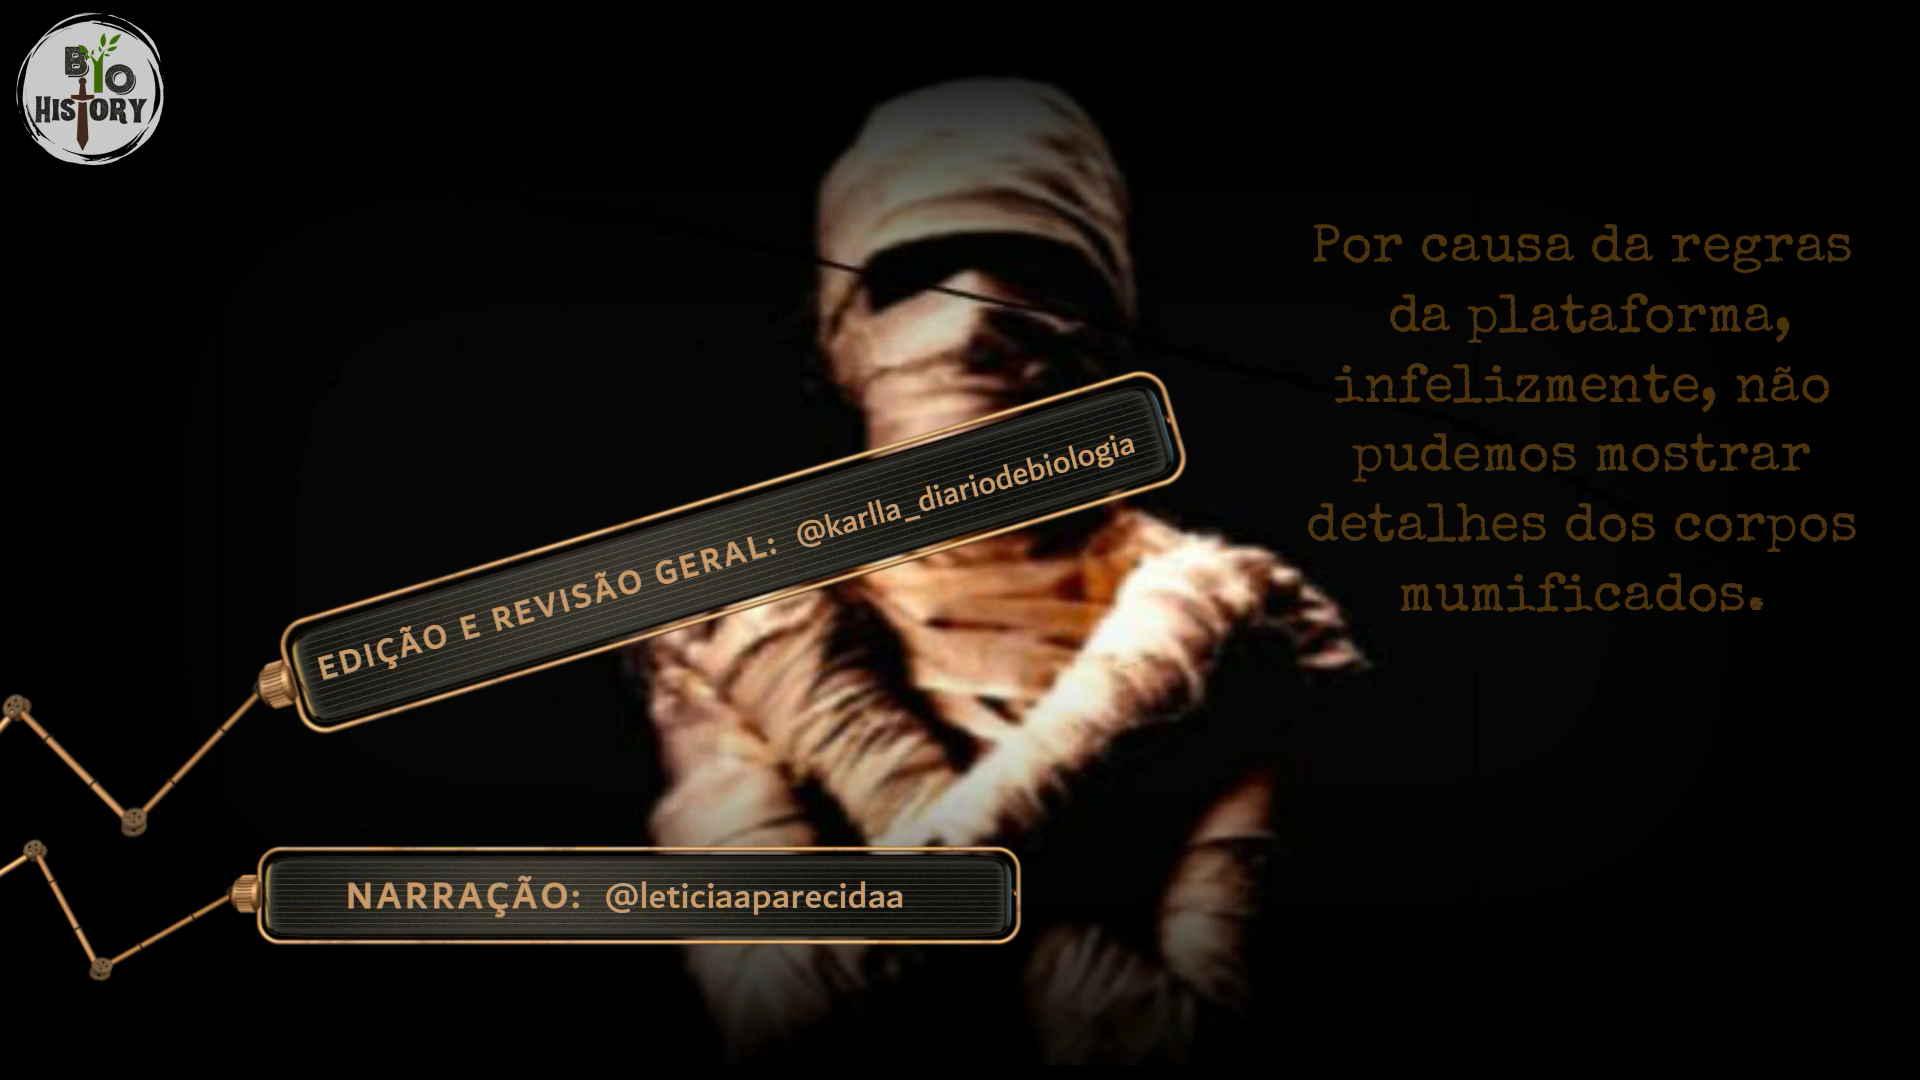 BIO
HISTORY
Por causa da regras
da plataforma,
infelizmente, não
pudemos mostrar
detalhes dos corpos
mumificados.
EDIÇÃO E REVISÃO GERAL: @karlla_diariodebiologia
NARRAÇÃO: @leticiaaparecidaa